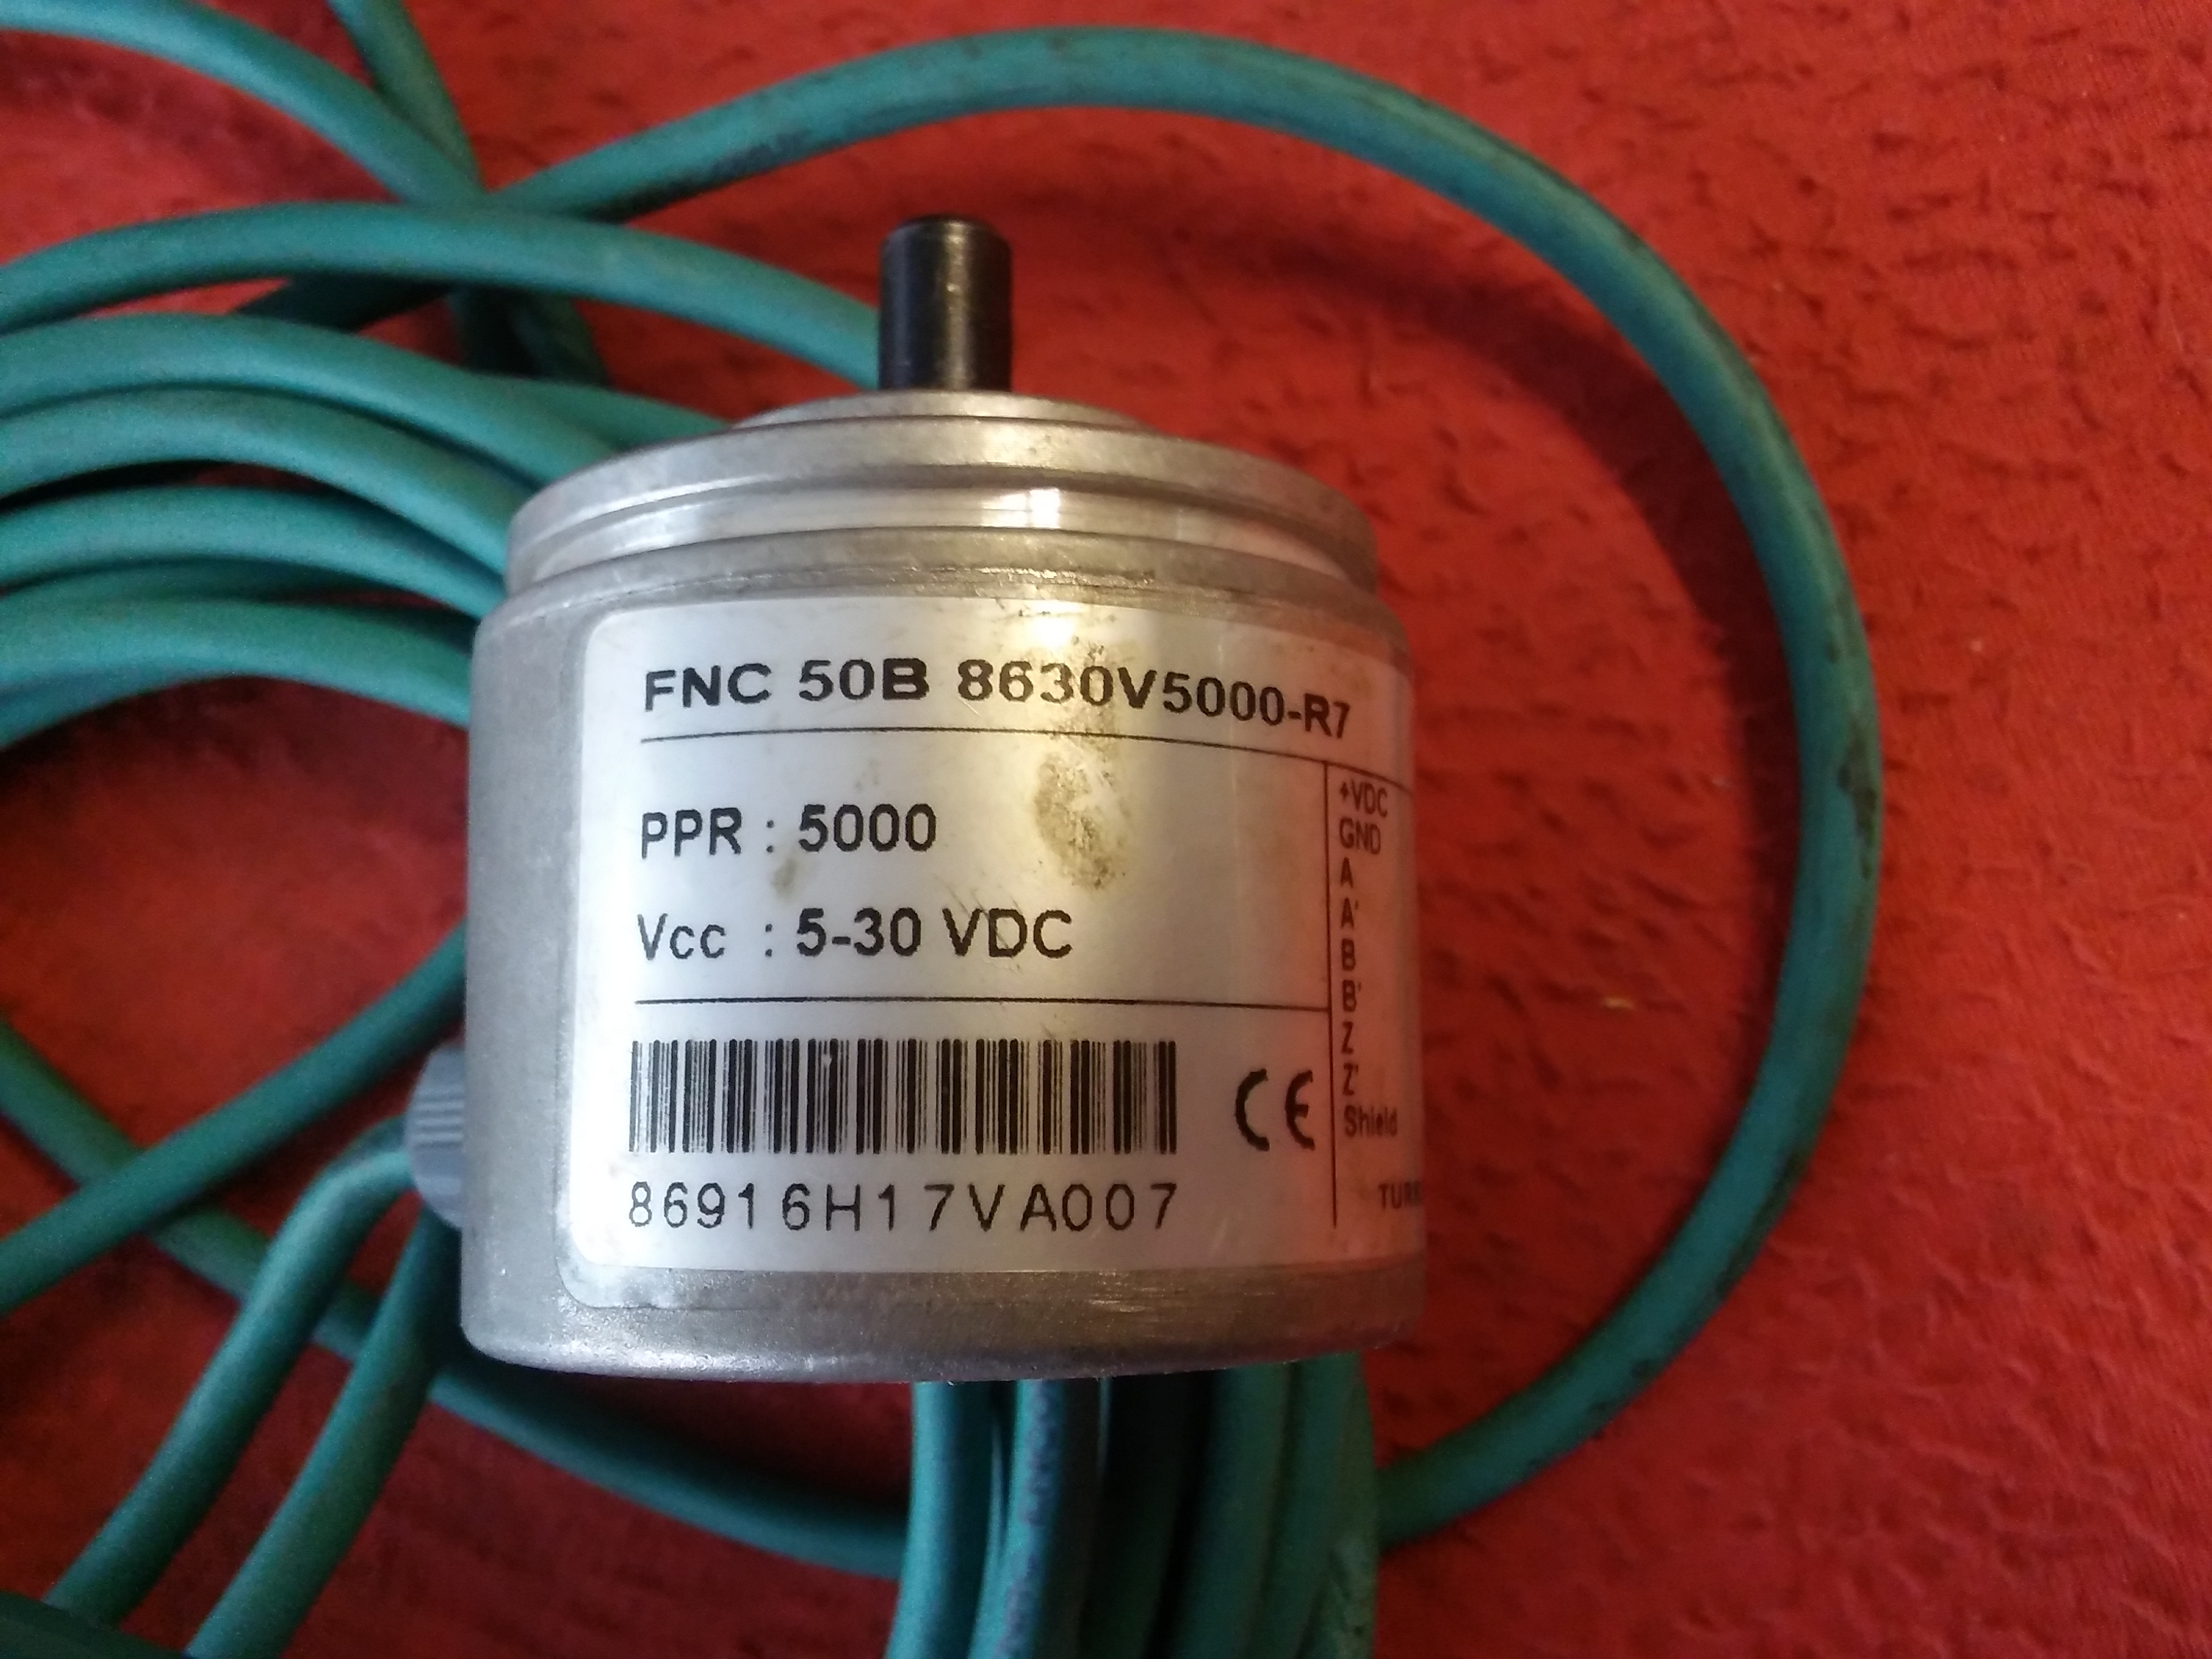 FNC 50B 8630V5000-R7
PPR : 5000
Vcc : 5-30 VDC
86916H17VA007
CE
+VDC
GND
A
A'
B
B'
Z
Z'
Shield